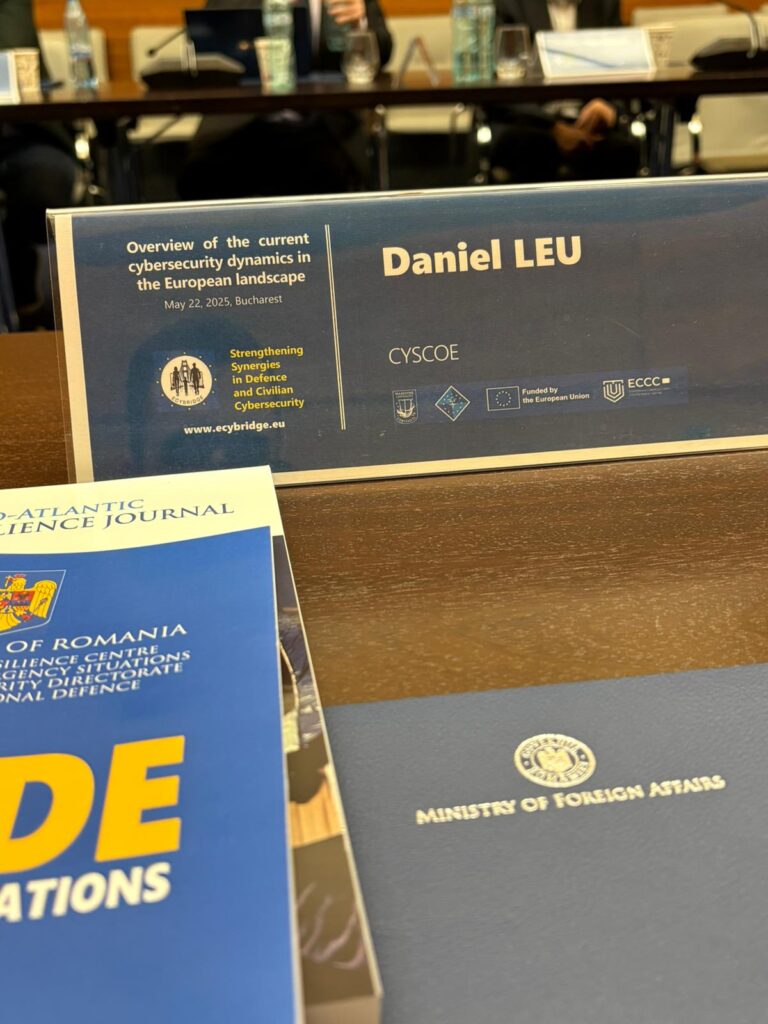 Overview of the current
cybersecurity dynamics in
the European landscape
May 22, 2025, Bucharest
Strengthening
Synergies
in Defence
and Civilian
Cybersecurity
ECYBRIDGE
www.ecybridge.eu
Daniel LEU
CYSCOE
Funded by
the European Union
ECCC
O-ATLANTIC
LIENCE JOURNAL
OF ROMANIA
SILIENCE CENTRE
RGENCY SITUATIONS
RITY DIRECTORATE
ONAL DEFENCE
DE
ATIONS
MINISTRY OF FOREIGN AFFAIRS